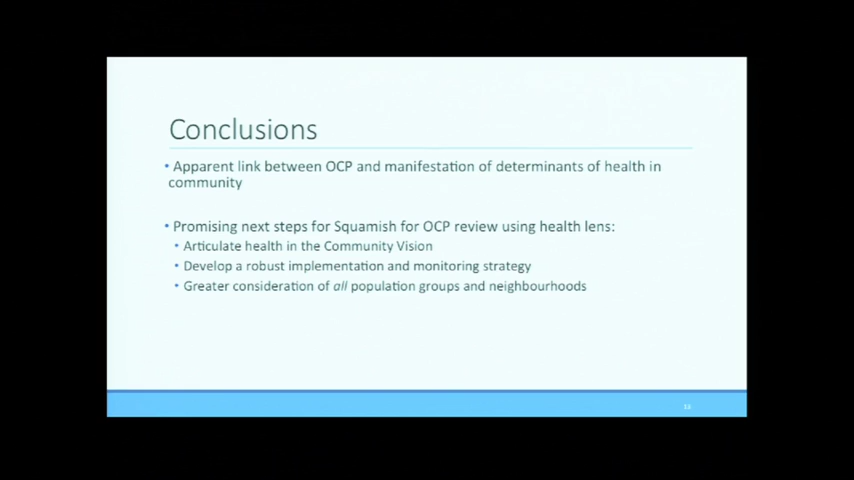 Conclusions
• Apparent link between OCP and manifestation of determinants of health in
community
• Promising next steps for Squamish for OCP review using health lens:
• Articulate health in the Community Vision
• Develop a robust implementation and monitoring strategy
• Greater consideration of all population groups and neighbourhoods